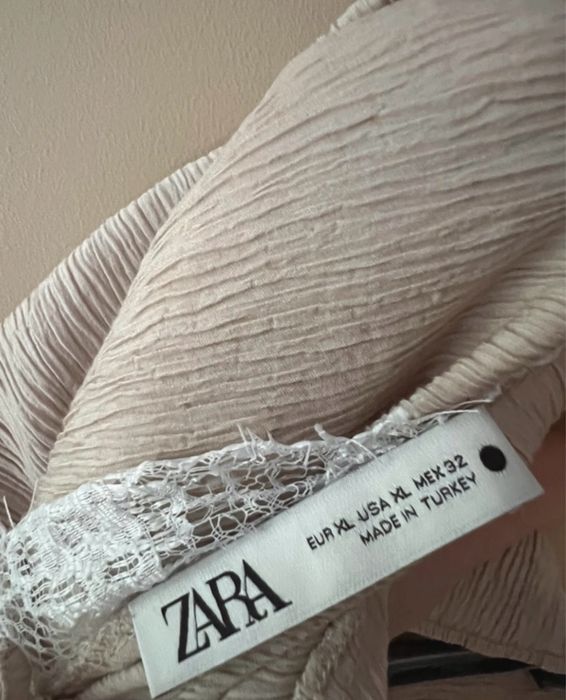 ZARA
EUR XL USA XL MEX 32
MADE IN TURKEY